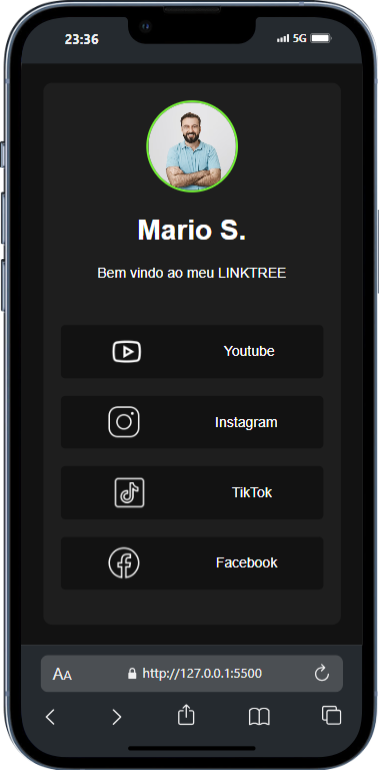 23:36
5G
Mario S.
Bem vindo ao meu LINKTREE
Youtube
Instagram
TikTok
Facebook
AA
http://127.0.0.1:5500